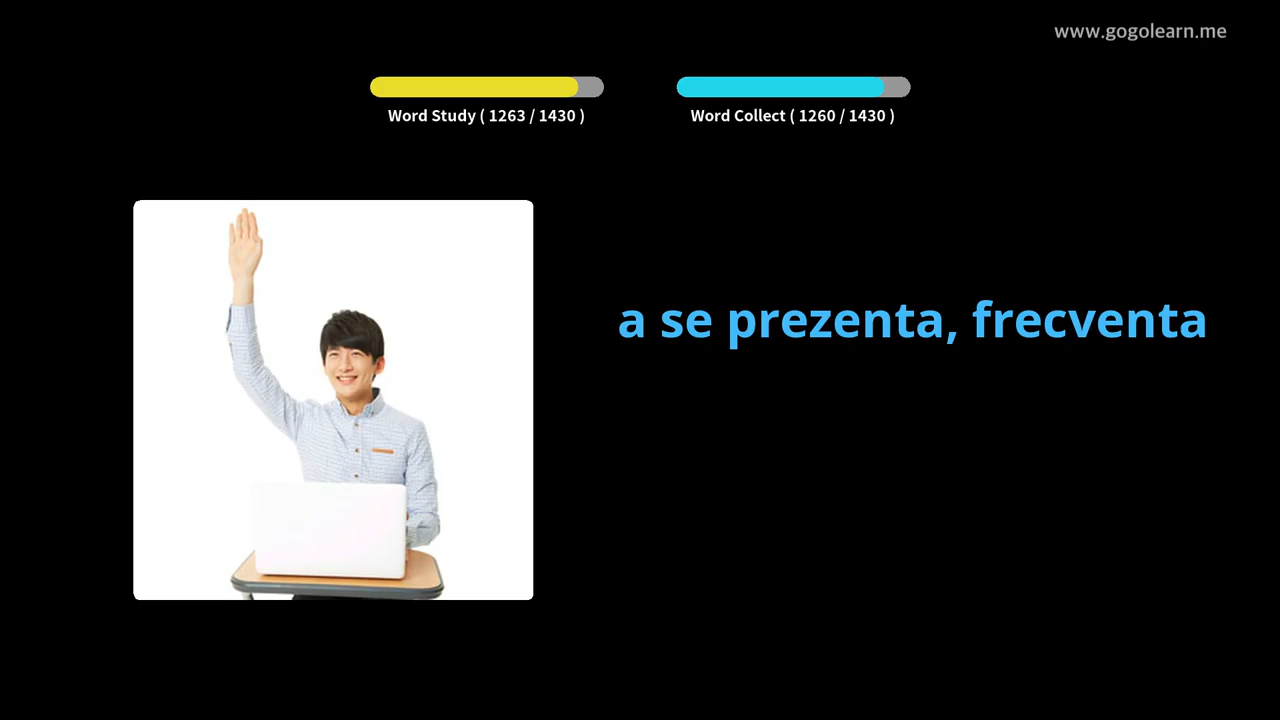 www.gogolearn.me
Word Study ( 1263 / 1430 )
Word Collect ( 1260 / 1430 )
a se prezenta, frecventa